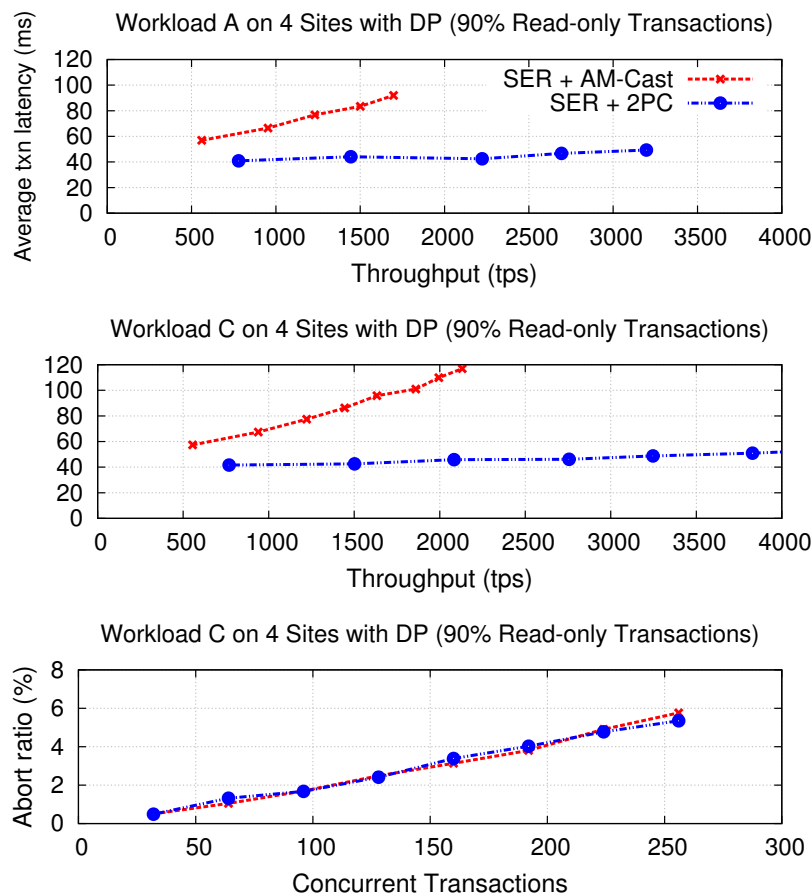 Workload A on 4 Sites with DP (90% Read-only Transactions)
Average txn latency (ms)
120
100
80
60
40
20
0
SER + AM-Cast
SER + 2PC
0 500 1000 1500 2000 2500 3000 3500 4000
Throughput (tps)
Workload C on 4 Sites with DP (90% Read-only Transactions)
120
100
80
60
40
20
0
0 500 1000 1500 2000 2500 3000 3500 4000
Throughput (tps)
Workload C on 4 Sites with DP (90% Read-only Transactions)
Abort ratio (%)
8
6
4
2
0
0 50 100 150 200 250 300
Concurrent Transactions